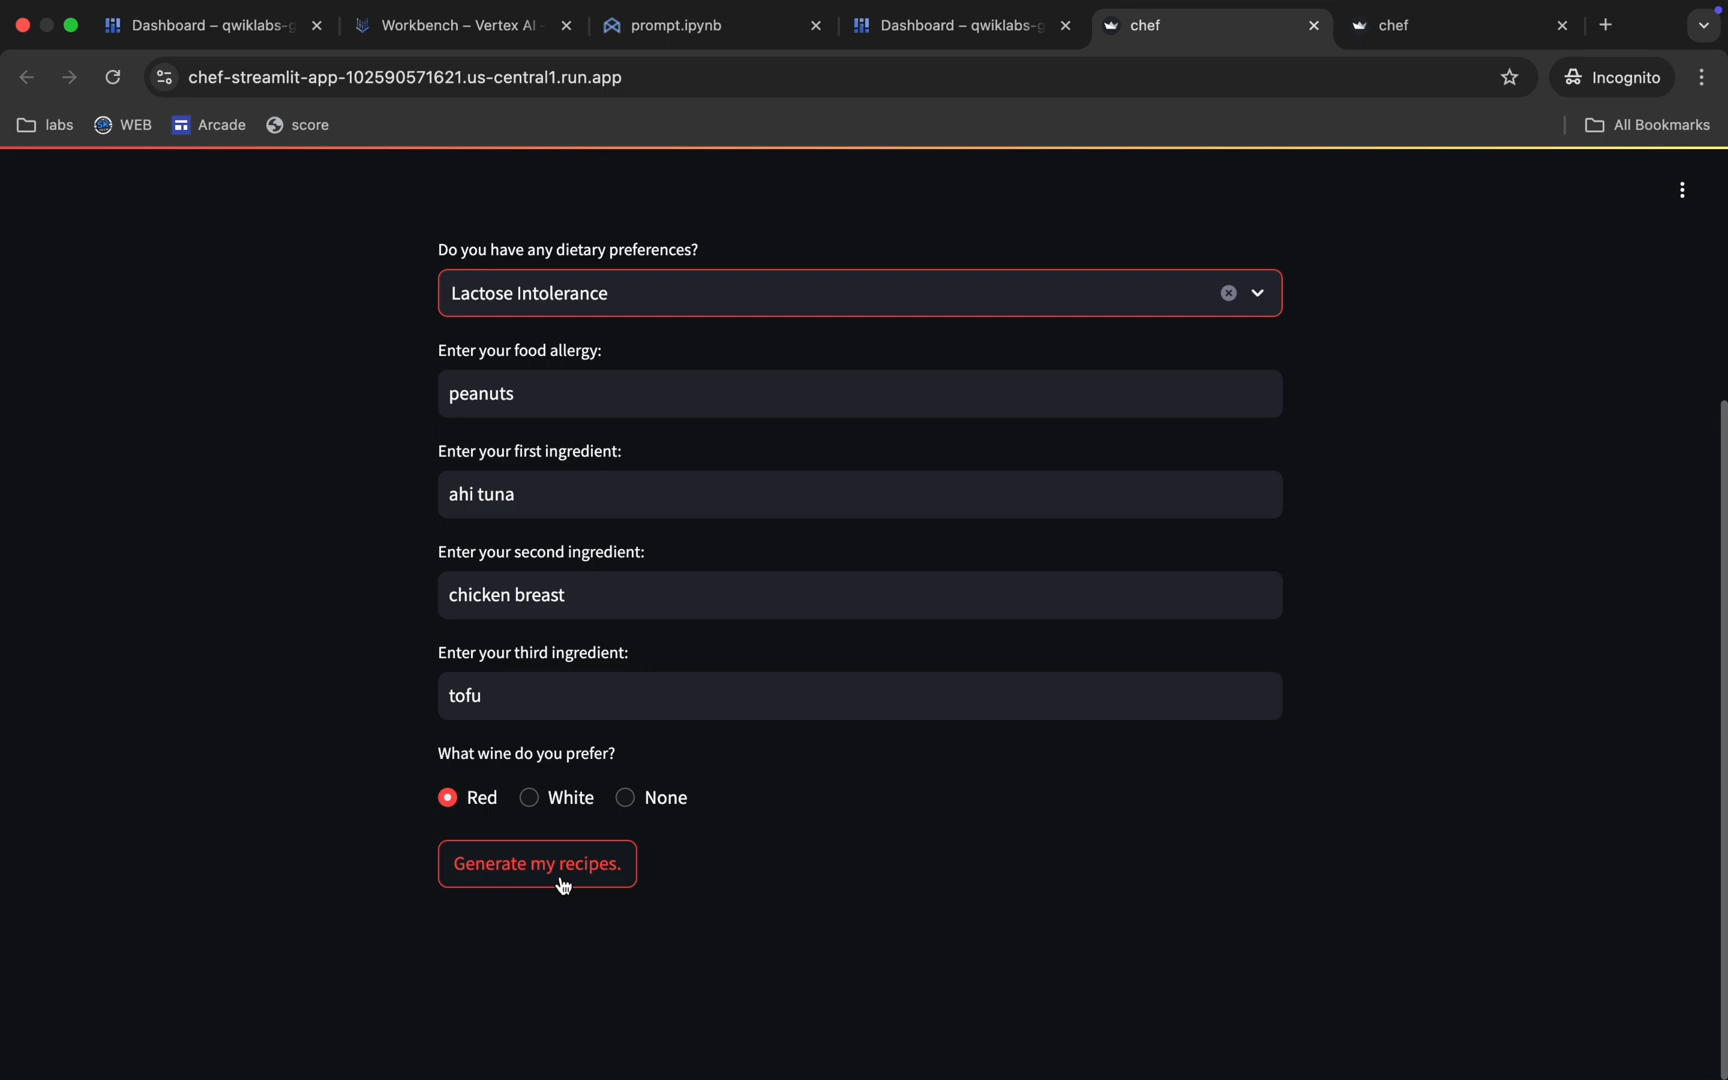 Dashboard – qwiklabs-g
Workbench – Vertex AI
prompt.ipynb
Dashboard – qwiklabs-g
chef
chef
chef-streamlit-app-102590571621.us-central1.run.app
Incognito
labs
WEB
Arcade
score
All Bookmarks
Do you have any dietary preferences?
Lactose Intolerance
Enter your food allergy:
peanuts
Enter your first ingredient:
ahi tuna
Enter your second ingredient:
chicken breast
Enter your third ingredient:
tofu
What wine do you prefer?
Red White None
Generate my recipes.